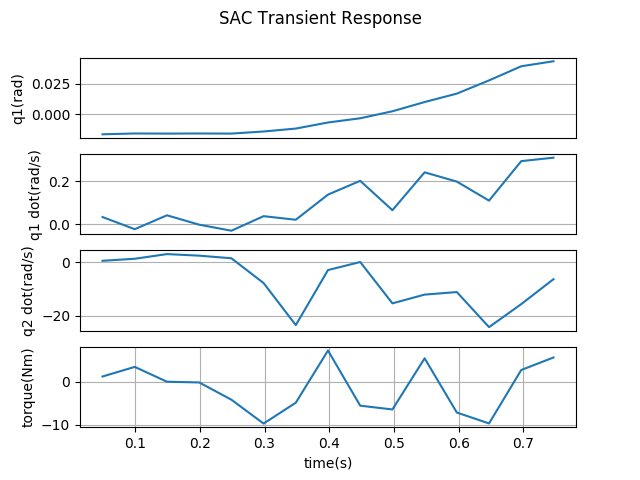 SAC Transient Response
q1(rad)
0.025
0.000
q1 dot(rad/s)
0.2
0.0
q2 dot(rad/s)
0
−20
torque(Nm)
0
−10
0.1 0.2 0.3 0.4 0.5 0.6 0.7
time(s)